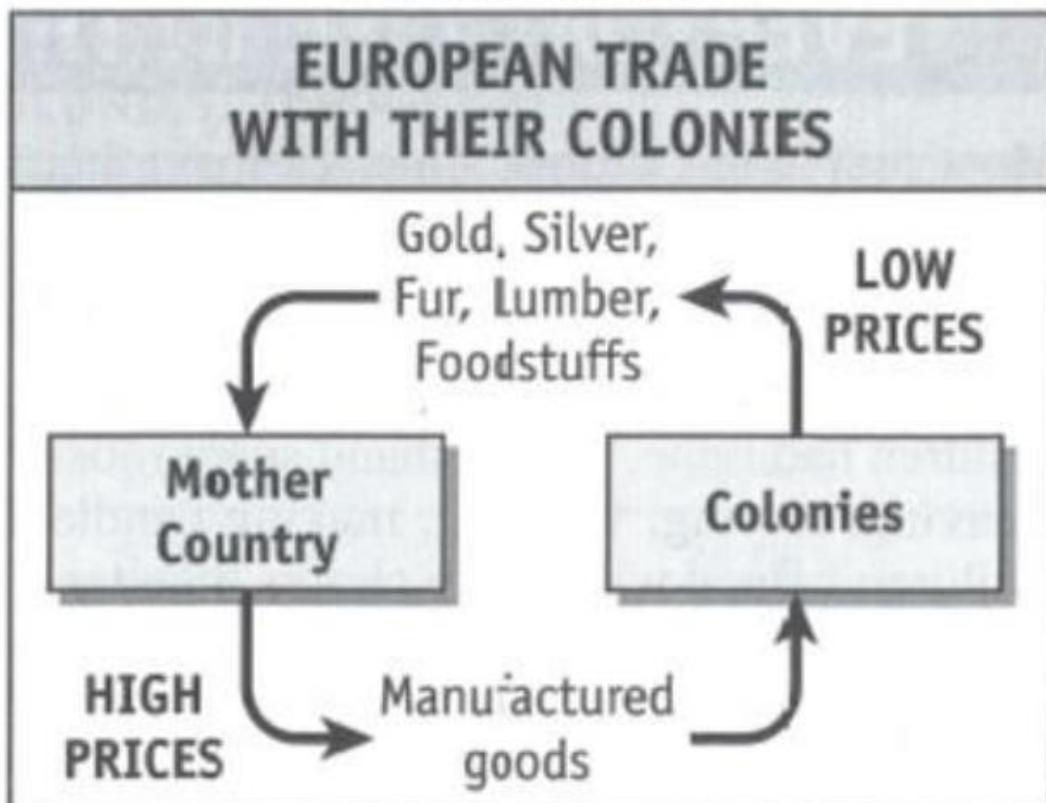 EUROPEAN TRADE
WITH THEIR COLONIES
Gold, Silver,
Fur, Lumber,
Foodstuffs
LOW
PRICES
Mother
Country
Colonies
HIGH
PRICES
Manufactured
goods